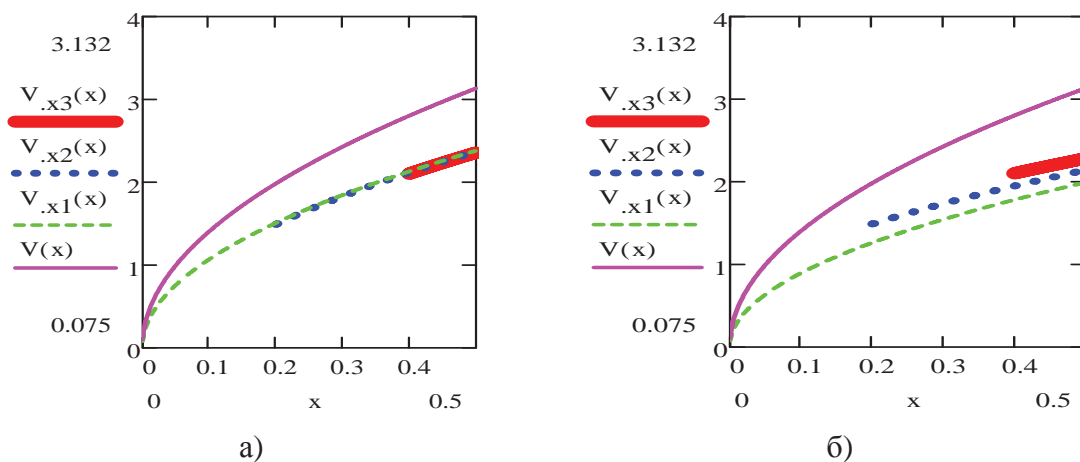 4
3.132
V.x3(x)
3
V.x2(x)
2
V.x1(x)
V(x)
1
0.075
0
0 0.1 0.2 0.3 0.4
0 x 0.5
а)
4
3.132
V.x3(x)
3
V.x2(x)
2
V.x1(x)
V(x)
1
0.075
0
0 0.1 0.2 0.3 0.4
0 x 0.5
б)